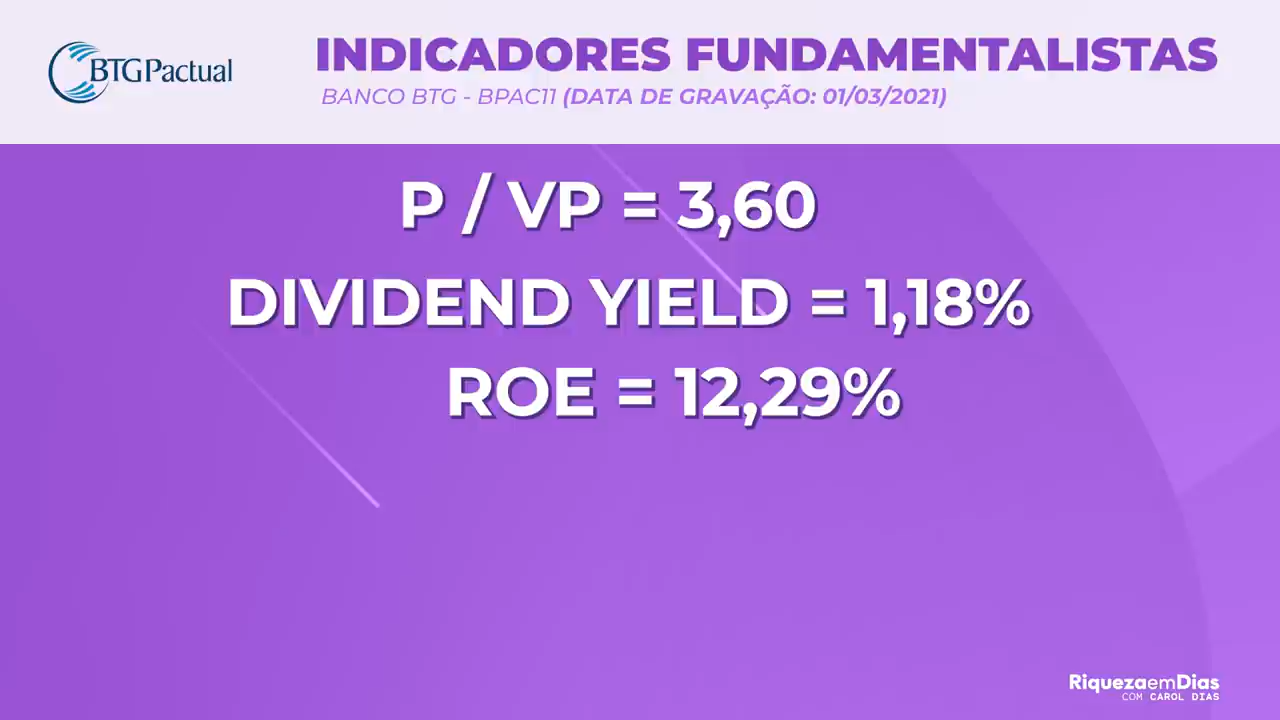 BTGPactual
INDICADORES FUNDAMENTALISTAS
BANCO BTG - BPAC11 (DATA DE GRAVAÇÃO: 01/03/2021)
P / VP = 3,60
DIVIDEND YIELD = 1,18%
ROE = 12,29%
RiquezaemDias
COM CAROL DIAS